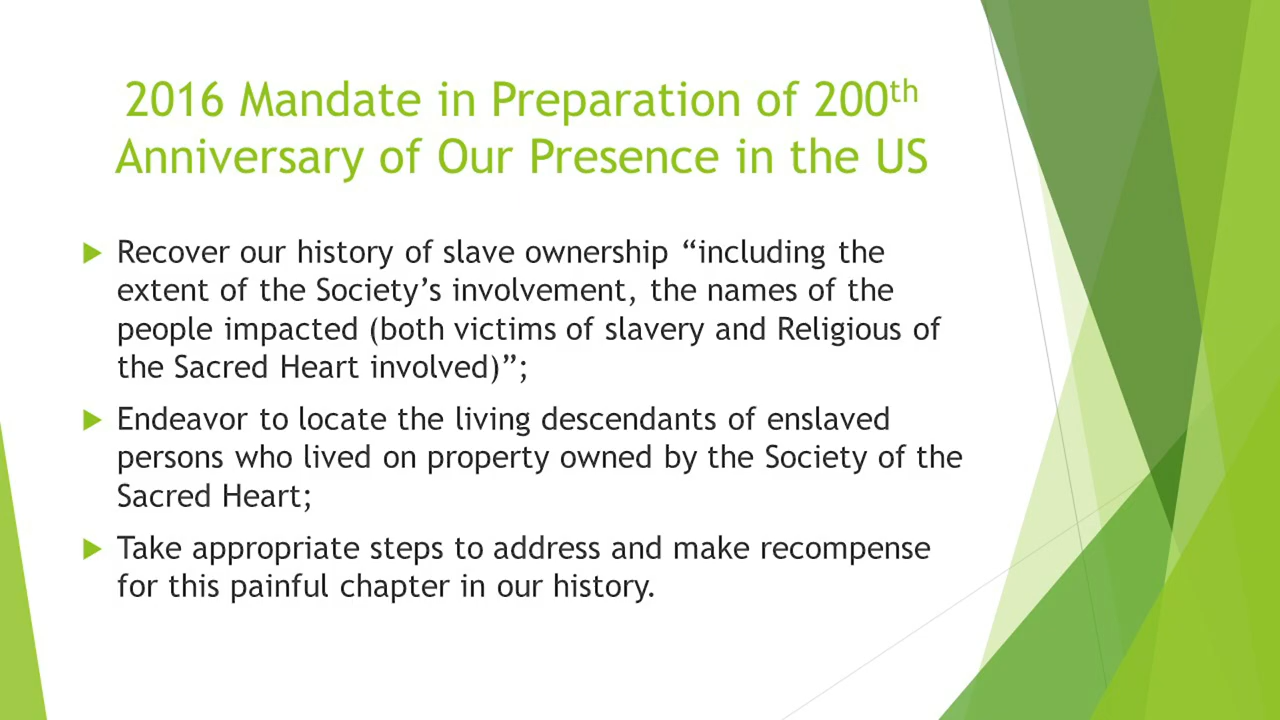 2016 Mandate in Preparation of 200th
Anniversary of Our Presence in the US
Recover our history of slave ownership “including the
extent of the Society’s involvement, the names of the
people impacted (both victims of slavery and Religious of
the Sacred Heart involved)”;
Endeavor to locate the living descendants of enslaved
persons who lived on property owned by the Society of the
Sacred Heart;
Take appropriate steps to address and make recompense
for this painful chapter in our history.